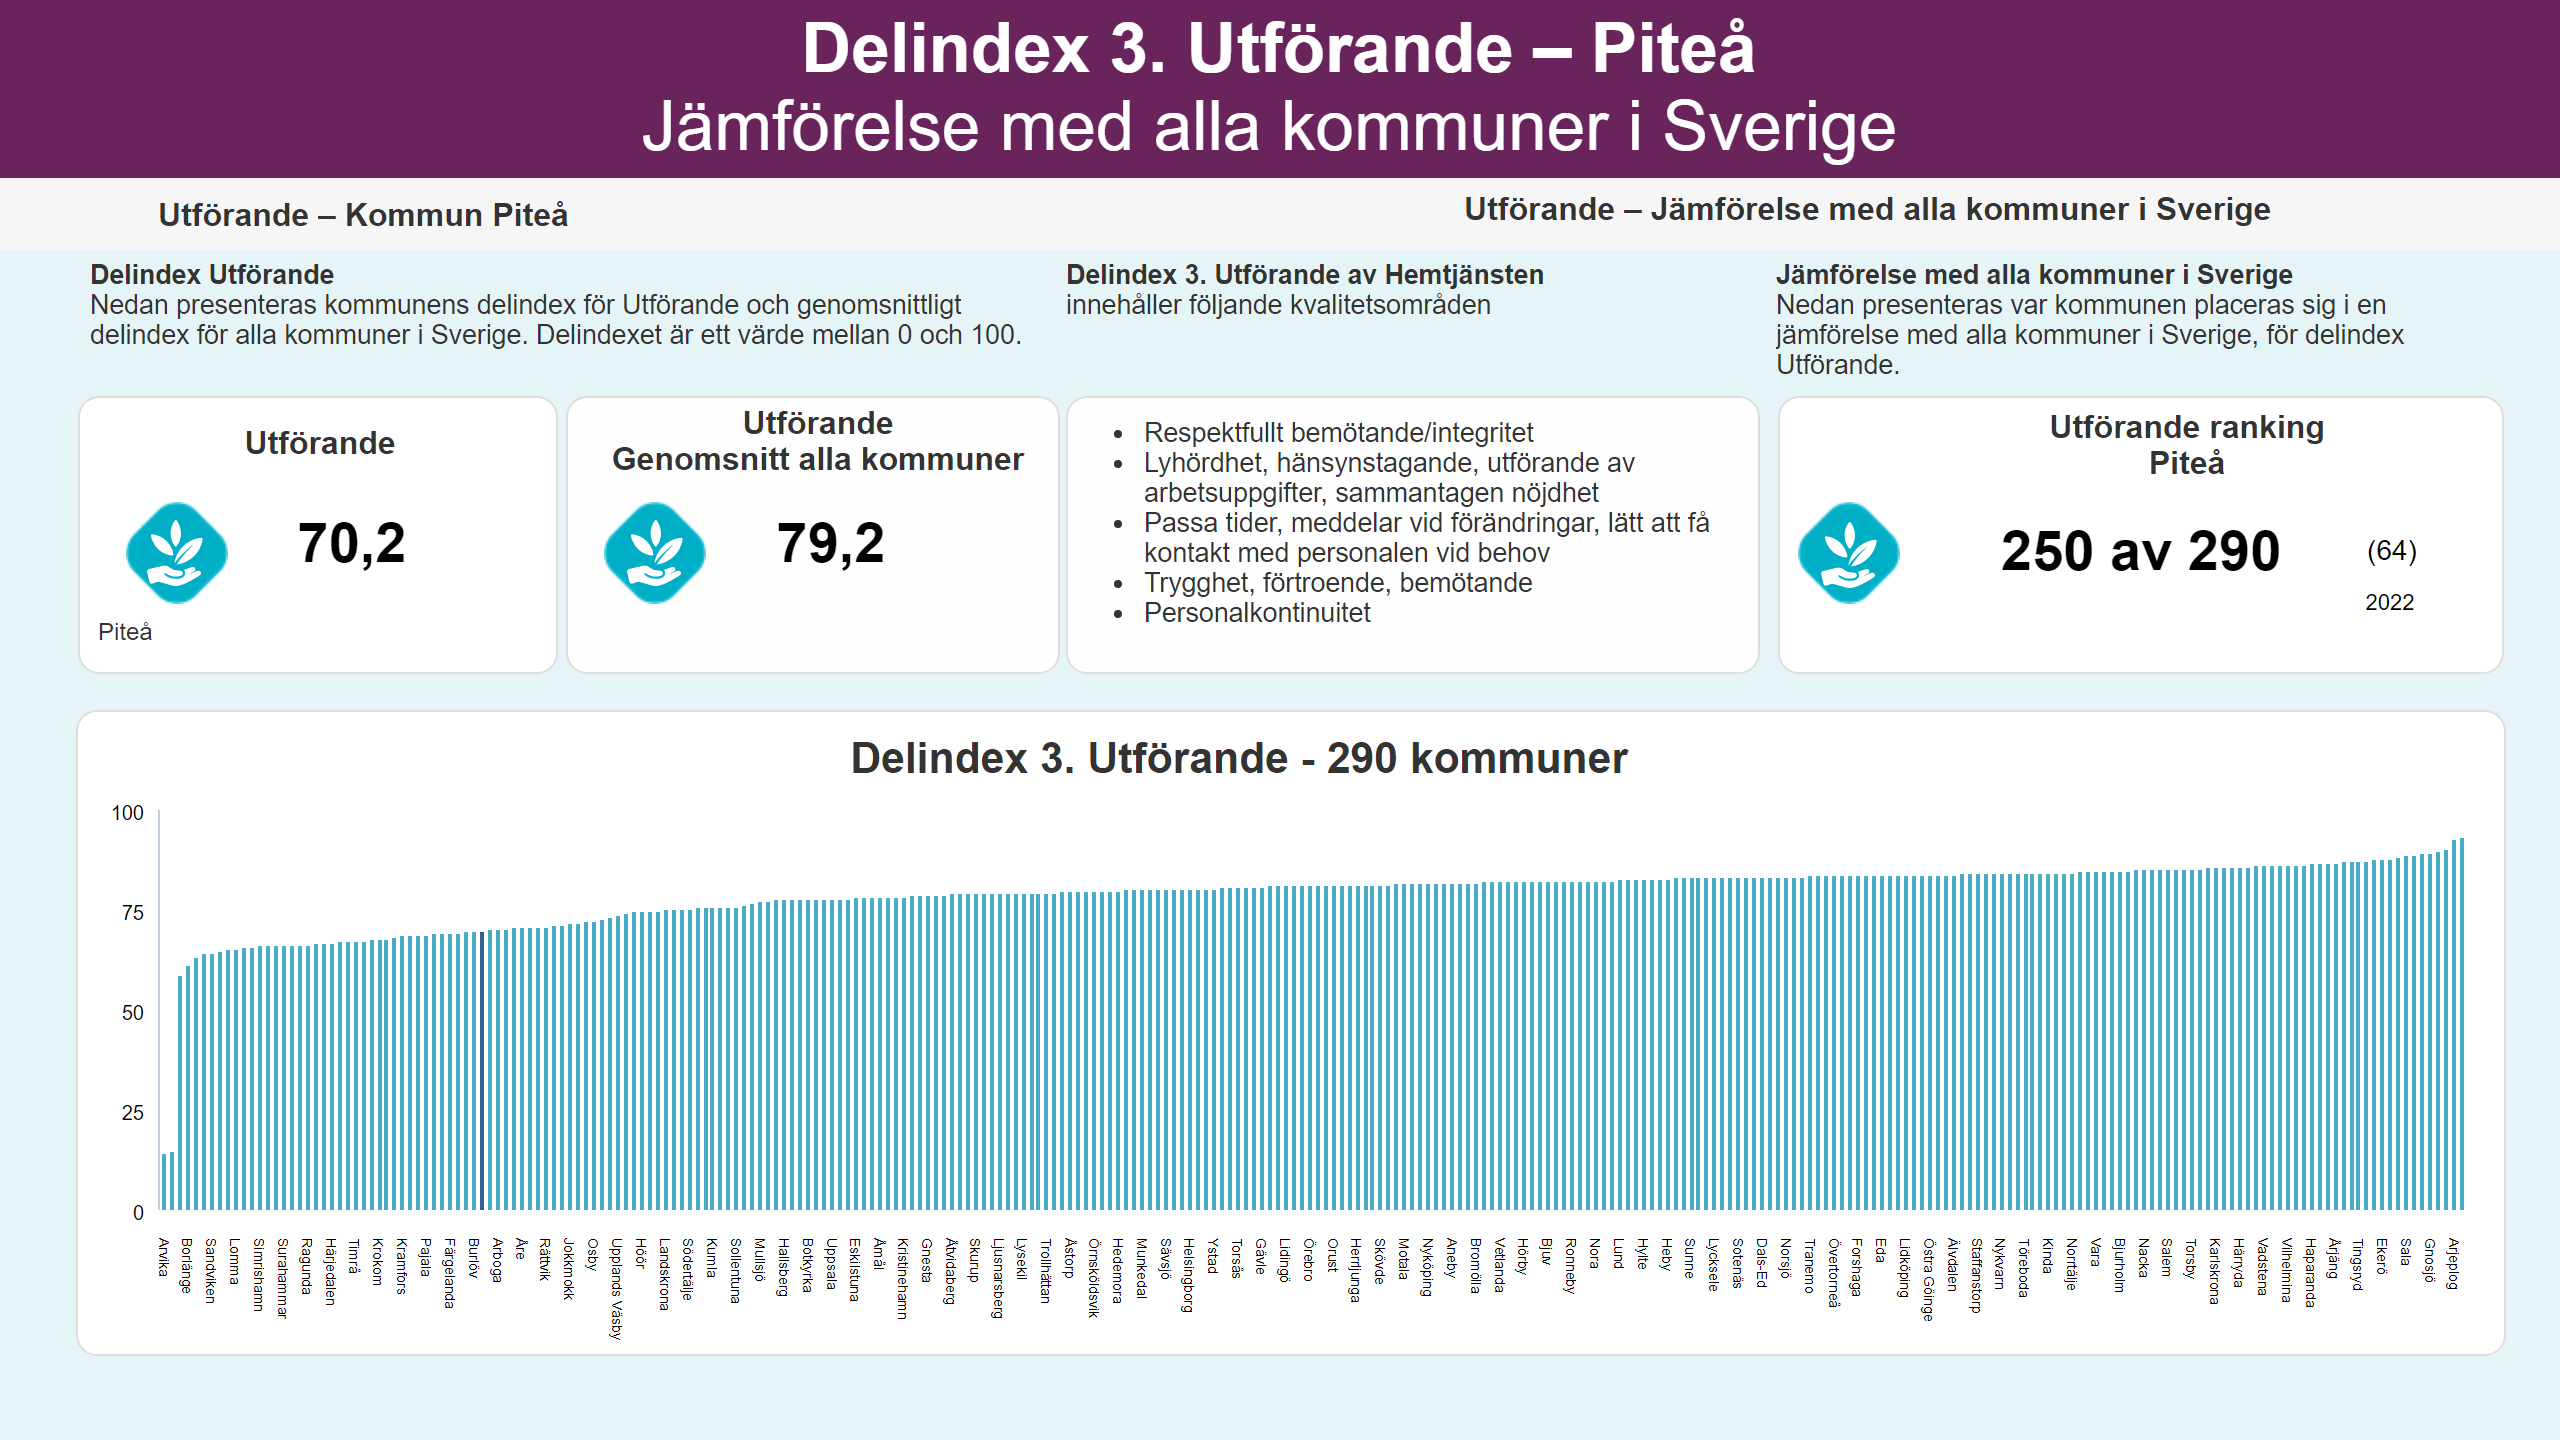 Delindex 3. Utförande – Piteå
Jämförelse med alla kommuner i Sverige
Utförande – Kommun Piteå
Utförande – Jämförelse med alla kommuner i Sverige
Delindex Utförande
Nedan presenteras kommunens delindex för Utförande och genomsnittligt
delindex för alla kommuner i Sverige. Delindexet är ett värde mellan 0 och 100.
Delindex 3. Utförande av Hemtjänsten
innehåller följande kvalitetsområden
Jämförelse med alla kommuner i Sverige
Nedan presenteras var kommunen placeras sig i en
jämförelse med alla kommuner i Sverige, för delindex
Utförande.
Utförande
70,2
Piteå
Utförande
Genomsnitt alla kommuner
79,2
• Respektfullt bemötande/integritet
• Lyhördhet, hänsynstagande, utförande av
arbetsuppgifter, sammantagen nöjdhet
• Passa tider, meddelar vid förändringar, lätt att få
kontakt med personalen vid behov
• Trygghet, förtroende, bemötande
• Personalkontinuitet
Utförande ranking
Piteå
250 av 290
(64)
2022
Delindex 3. Utförande - 290 kommuner
100
75
50
25
0
Arvika
Borlänge
Sandviken
Lomma
Simrishamn
Surahammar
Ragunda
Härjedalen
Timrå
Krokom
Kramfors
Pajala
Färgelanda
Burlöv
Arboga
Åre
Rättvik
Jokkmokk
Osby
Upplands Väsby
Höör
Landskrona
Södertälje
Kumla
Sollentuna
Mullsjö
Hallsberg
Botkyrka
Uppsala
Eskilstuna
Åmål
Kristinehamn
Gnesta
Åtvidaberg
Skurup
Ljusnarsberg
Lysekil
Trollhättan
Åstorp
Örnsköldsvik
Hedemora
Munkedal
Sävsjö
Helsingborg
Ystad
Torsås
Gävle
Lidingö
Örebro
Orust
Herrljunga
Skövde
Motala
Nyköping
Aneby
Bromölla
Vetlanda
Hörby
Bjuv
Ronneby
Nora
Lund
Hylte
Heby
Sunne
Lycksele
Sotenäs
Dals-Ed
Norsjö
Tranemo
Övertorneå
Forshaga
Eda
Lidköping
Östra Göinge
Älvdalen
Staffanstorp
Nykvarn
Töreboda
Kinda
Norrtälje
Vara
Bjurholm
Nacka
Salem
Torsby
Karlskrona
Härryda
Vadstena
Vilhelmina
Haparanda
Årjäng
Tingsryd
Ekerö
Sala
Gnosjö
Arjeplog